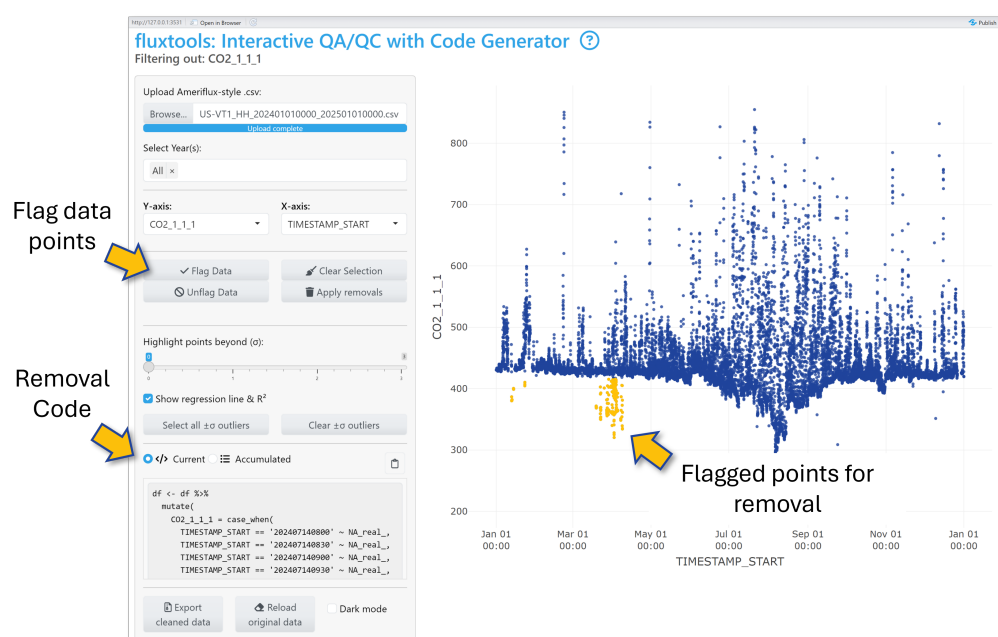 http://127.0.0.1:3531 Open in Browser Publish
fluxtools: Interactive QA/QC with Code Generator ?
Filtering out: CO2_1_1_1
Upload Ameriflux-style .csv:
Browse... US-VT1_HH_202401010000_202501010000.csv
Upload complete
Select Year(s):
All ×
Y-axis: X-axis:
CO2_1_1_1 TIMESTAMP_START
Flag data
points
Flag Data Clear Selection
Unflag Data Apply removals
Highlight points beyond (σ):
0 3
0 1 2 3
Removal
Code
Show regression line & R²
Select all ±σ outliers Clear ±σ outliers
</> Current Accumulated
df <- df %>%
mutate(
CO2_1_1_1 = case_when(
TIMESTAMP_START == '202407140800' ~ NA_real_,
TIMESTAMP_START == '202407140830' ~ NA_real_,
TIMESTAMP_START == '202407140900' ~ NA_real_,
TIMESTAMP_START == '202407140930' ~ NA_real_,
Export
cleaned data
Reload
original data
Dark mode
CO2_1_1_1
800
700
600
500
400
300
200
Flagged points for
removal
Jan 01 Mar 01 May 01 Jul 01 Sep 01 Nov 01 Jan 01
00:00 00:00 00:00 00:00 00:00 00:00 00:00
TIMESTAMP_START